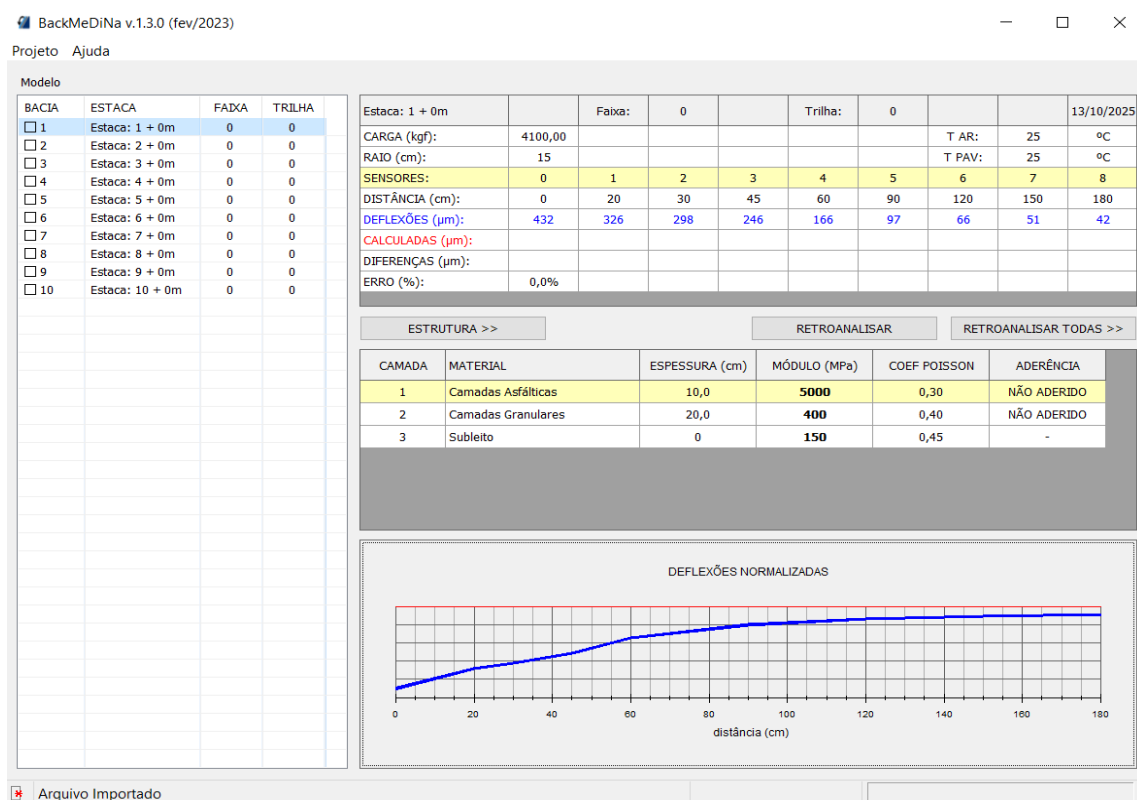 BackMeDiNa v.1.3.0 (fev/2023)
Projeto Ajuda
Modelo
BACIA ESTACA FAIXA TRILHA
1 Estaca: 1 + 0m 0 0
2 Estaca: 2 + 0m 0 0
3 Estaca: 3 + 0m 0 0
4 Estaca: 4 + 0m 0 0
5 Estaca: 5 + 0m 0 0
6 Estaca: 6 + 0m 0 0
7 Estaca: 7 + 0m 0 0
8 Estaca: 8 + 0m 0 0
9 Estaca: 9 + 0m 0 0
10 Estaca: 10 + 0m 0 0
Estaca: 1 + 0m Faixa: 0 Trilha: 0 13/10/2025
CARGA (kgf): 4100,00 T AR: 25 ºC
RAIO (cm): 15 T PAV: 25 ºC
SENSORES: 0 1 2 3 4 5 6 7 8
DISTÂNCIA (cm): 0 20 30 45 60 90 120 150 180
DEFLEXÕES (µm): 432 326 298 246 166 97 66 51 42
CALCULADAS (µm):
DIFERENÇAS (µm):
ERRO (%): 0,0%
ESTRUTURA >> RETROANALISAR RETROANALISAR TODAS >>
CAMADA MATERIAL ESPESSURA (cm) MÓDULO (MPa) COEF POISSON ADERÊNCIA
1 Camadas Asfálticas 10,0 5000 0,30 NÃO ADERIDO
2 Camadas Granulares 20,0 400 0,40 NÃO ADERIDO
3 Subleito 0 150 0,45 -
DEFLEXÕES NORMALIZADAS
0 20 40 60 80 100 120 140 160 180
distância (cm)
Arquivo Importado